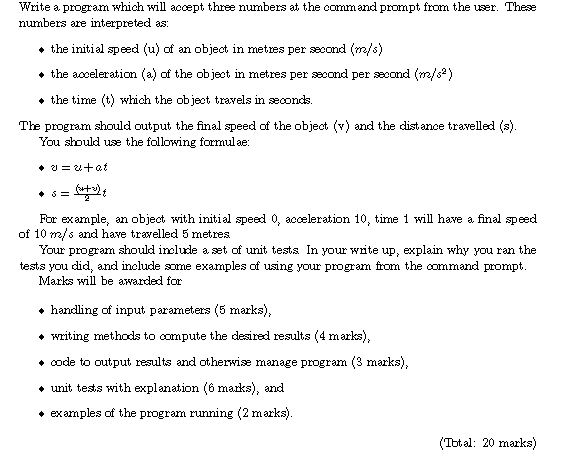 Write a program which will accept three numbers at the command prompt from the user. These
numbers are interpreted as:
• the initial speed (u) of an object in metres per second (m/s)
• the acceleration (a) of the object in metres per second per second (m/s²)
• the time (t) which the object travels in seconds.
The program should output the final speed of the object (v) and the distance travelled (s).
You should use the following formulae:
• v = u + at
• s = (u+v)/2 t
For example, an object with initial speed 0, acceleration 10, time 1 will have a final speed
of 10 m/s and have travelled 5 metres.
Your program should include a set of unit tests. In your write up, explain why you ran the
tests you did, and include some examples of using your program from the command prompt.
Marks will be awarded for
• handling of input parameters (5 marks),
• writing methods to compute the desired results (4 marks),
• code to output results and otherwise manage program (3 marks),
• unit tests with explanation (6 marks), and
• examples of the program running (2 marks).
(Total: 20 marks)